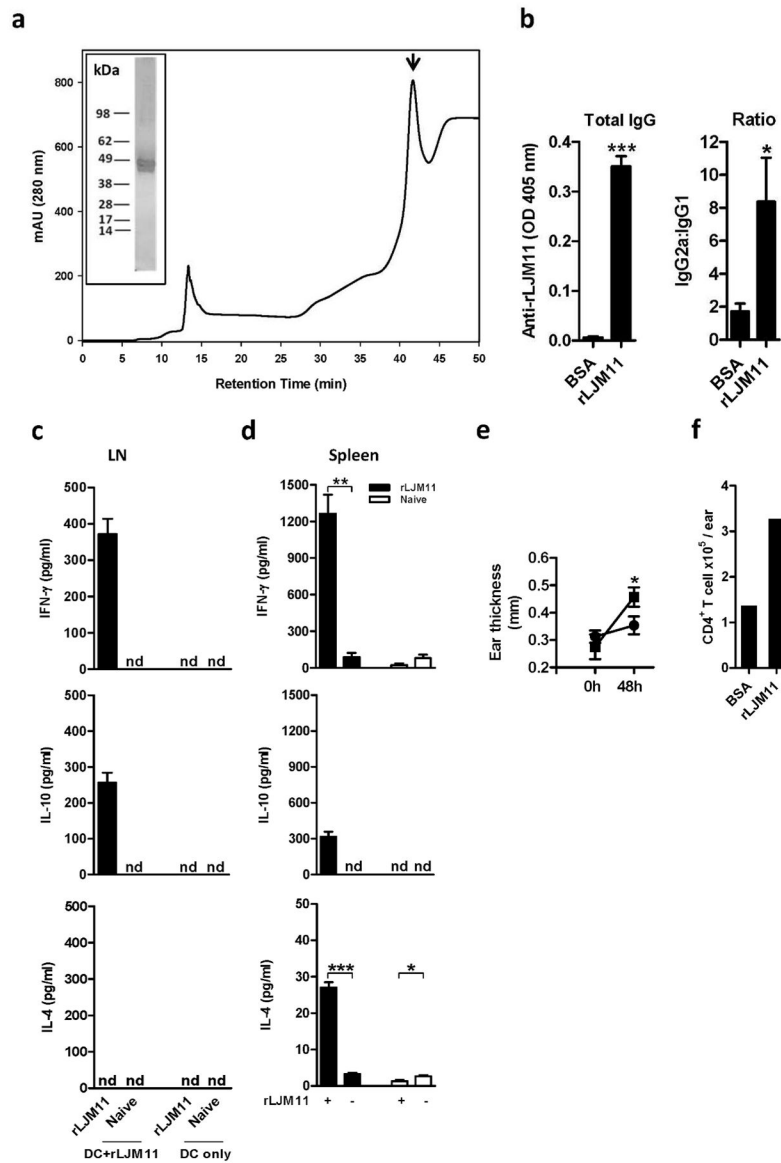 a
kDa
98
62
49
38
28
17
14
800
600
400
200
0
mAU (280 nm)
0 5 10 15 20 25 30 35 40 45 50
Retention Time (min)
b
Total IgG
***
0.4
0.3
0.2
0.1
0.0
Anti-rLJM11 (OD 405 nm)
BSA
rLJM11
Ratio
*
12
10
8
6
4
2
0
IgG2a:IgG1
BSA
rLJM11
c
LN
500
400
300
200
100
0
IFN-γ (pg/ml)
nd nd nd
500
400
300
200
100
0
IL-10 (pg/ml)
nd nd nd
500
400
300
200
100
0
IL-4 (pg/ml)
nd nd nd nd
rLJM11 Naive rLJM11 Naive
DC+rLJM11 DC only
d
Spleen
rLJM11
Naive
**
1500
1200
900
600
300
0
IFN-γ (pg/ml)
1500
1200
900
600
300
0
IL-10 (pg/ml)
nd nd nd
50
40
30
20
10
0
IL-4 (pg/ml)
*** *
rLJM11 + - + -
e
0.6
0.5
0.4
0.3
0.2
Ear thickness
(mm)
*
0h 48h
f
4
3
2
1
0
CD4+ T cell x10⁵ / ear
BSA
rLJM11